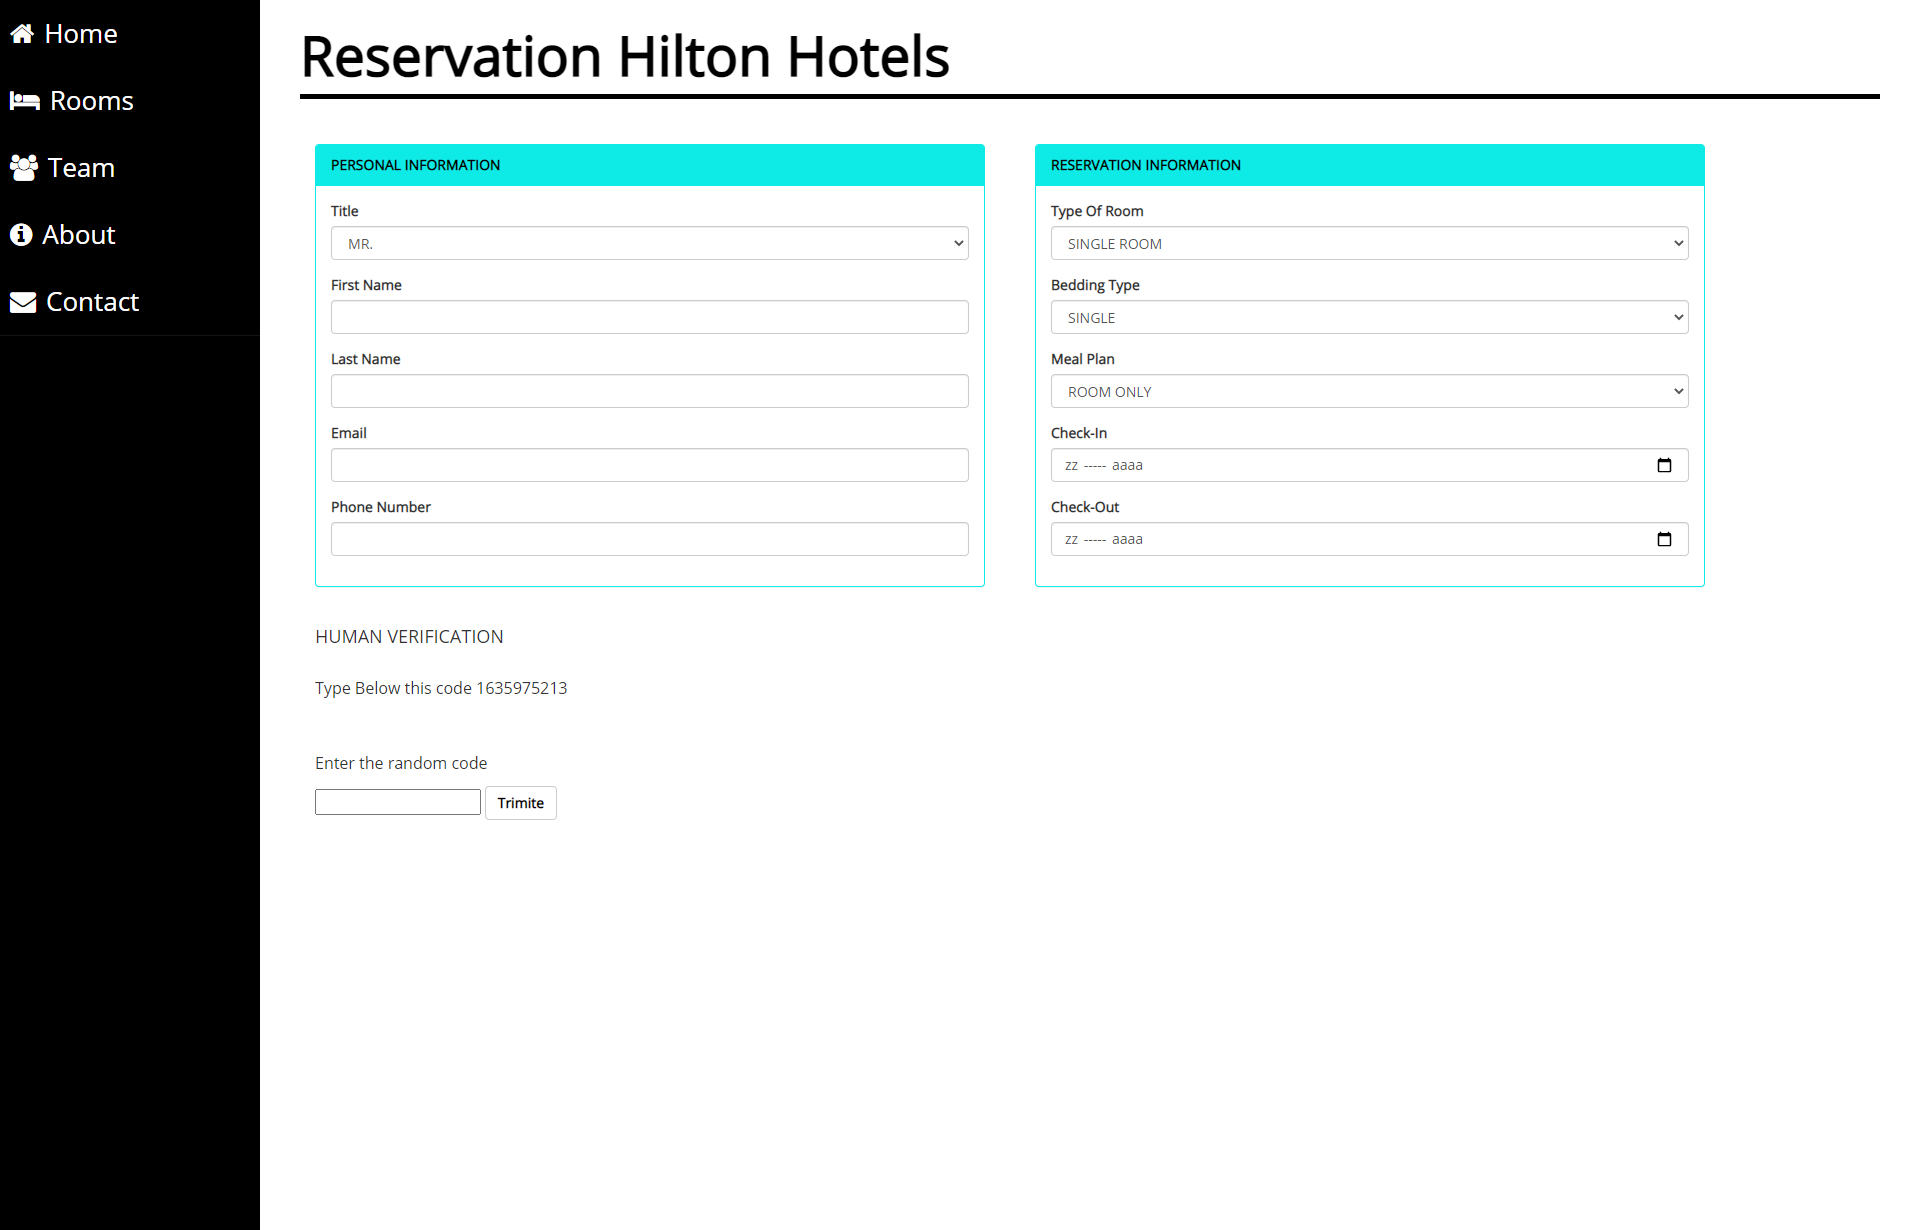 Home
Rooms
Team
About
Contact
Reservation Hilton Hotels
PERSONAL INFORMATION
Title
MR.
First Name
Last Name
Email
Phone Number
RESERVATION INFORMATION
Type Of Room
SINGLE ROOM
Bedding Type
SINGLE
Meal Plan
ROOM ONLY
Check-In
zz ----- aaaa
Check-Out
zz ----- aaaa
HUMAN VERIFICATION
Type Below this code 1635975213
Enter the random code
Trimite